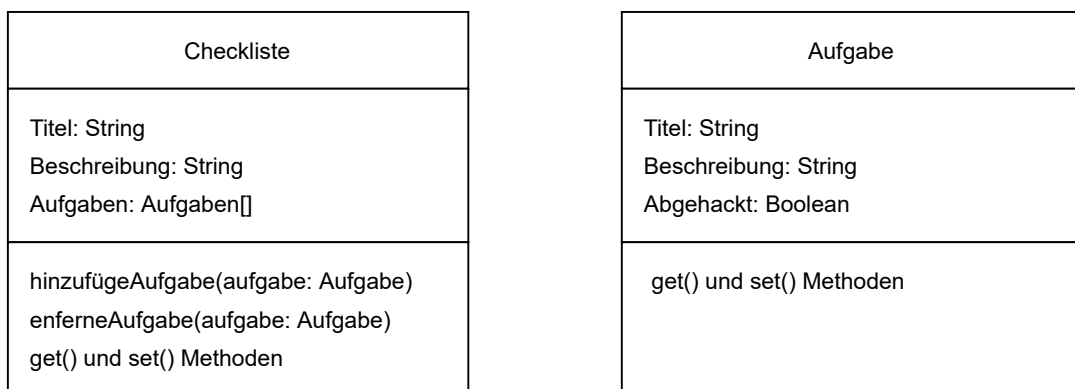 Checkliste
Titel: String
Beschreibung: String
Aufgaben: Aufgaben[]
hinzufügeAufgabe(aufgabe: Aufgabe)
enferneAufgabe(aufgabe: Aufgabe)
get() und set() Methoden
Aufgabe
Titel: String
Beschreibung: String
Abgehackt: Boolean
get() und set() Methoden